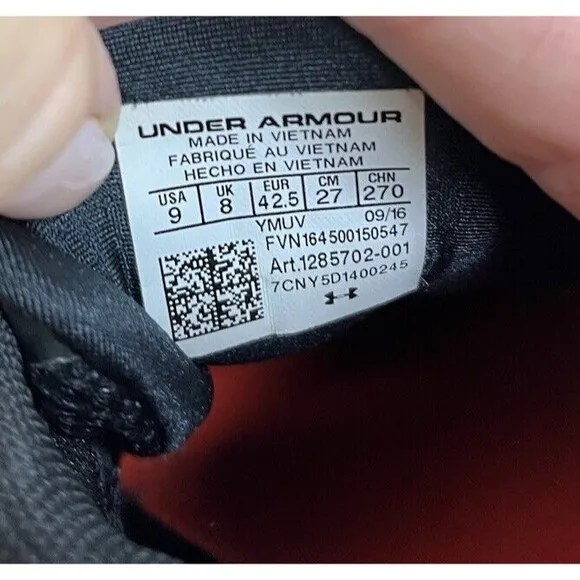 UNDER ARMOUR
MADE IN VIETNAM
FABRIQUÉ AU VIETNAM
HECHO EN VIETNAM
USA UK EUR CM CHN
9 8 42.5 27 270
YMUV 09/16
FVN164500150547
Art.1285702-001
7CNY5D1400245